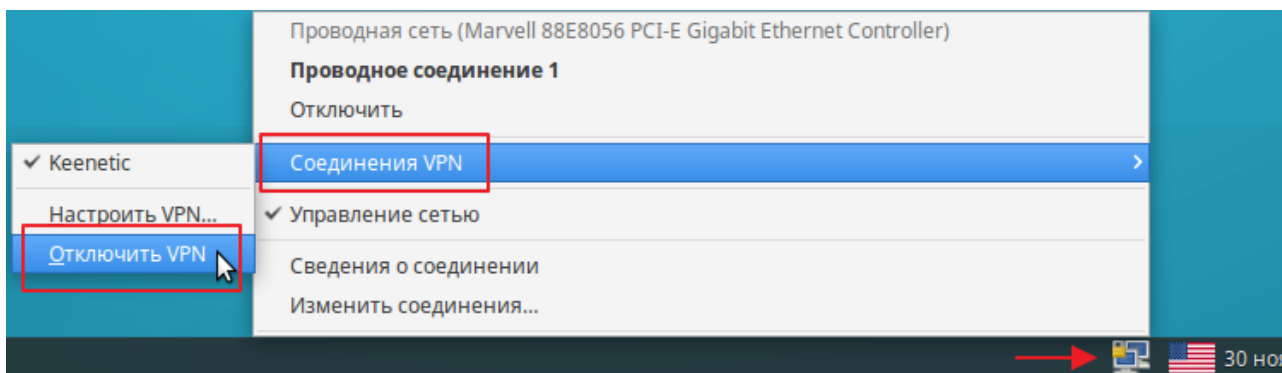 Проводная сеть (Marvell 88E8056 PCI-E Gigabit Ethernet Controller)
Проводное соединение 1
Отключить
Соединения VPN
Управление сетью
Сведения о соединении
Изменить соединения...
Keenetic
Настроить VPN...
Отключить VPN
30 ноя